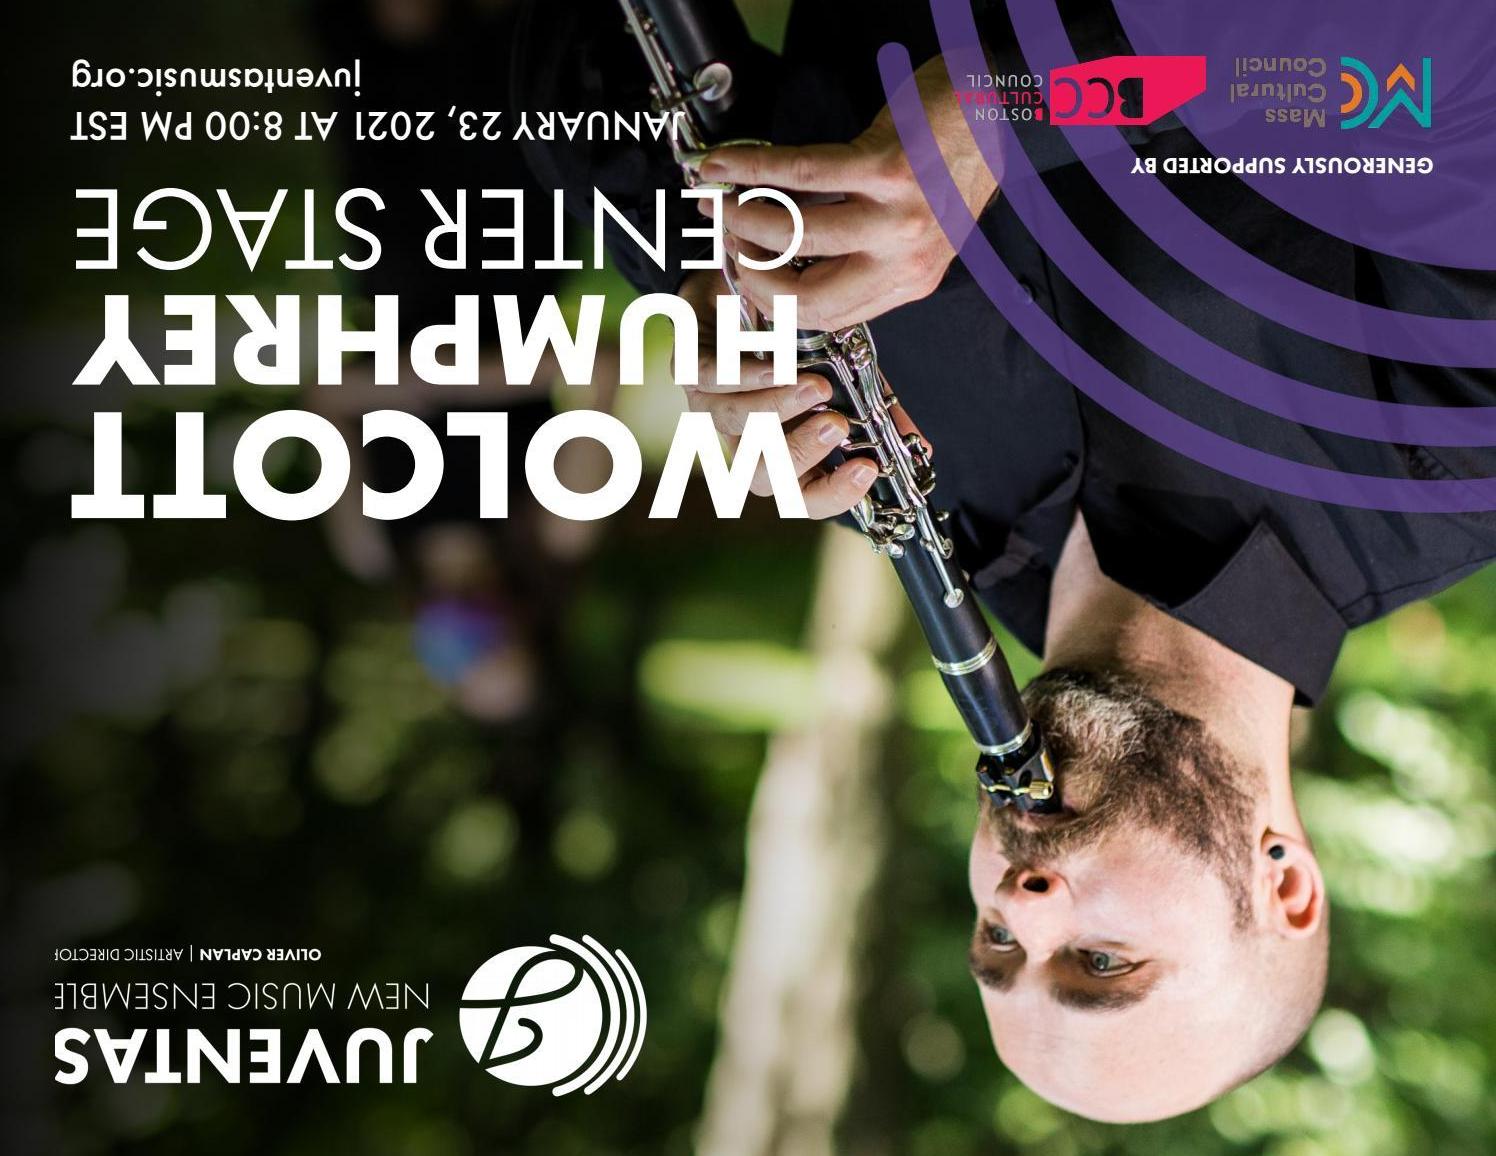 JUVENTAS
NEW MUSIC ENSEMBLE
OLIVER CAPLAN | ARTISTIC DIRECTOR
WOLCOTT
HUMPHREY
CENTER STAGE
JANUARY 23, 2021 AT 8:00 PM EST
juventasmusic.org
GENEROUSLY SUPPORTED BY
Mass
Cultural
Council
BCC
BOSTON
CULTURAL
COUNCIL